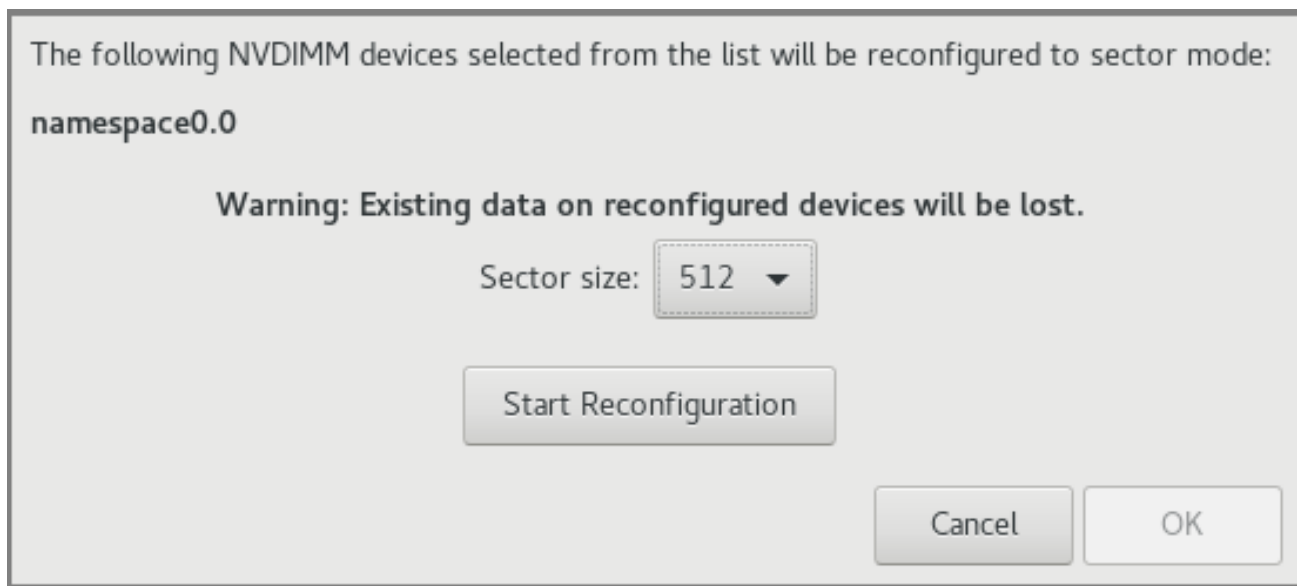 The following NVDIMM devices selected from the list will be reconfigured to sector mode:
namespace0.0
Warning: Existing data on reconfigured devices will be lost.
Sector size: 512
Start Reconfiguration
Cancel OK